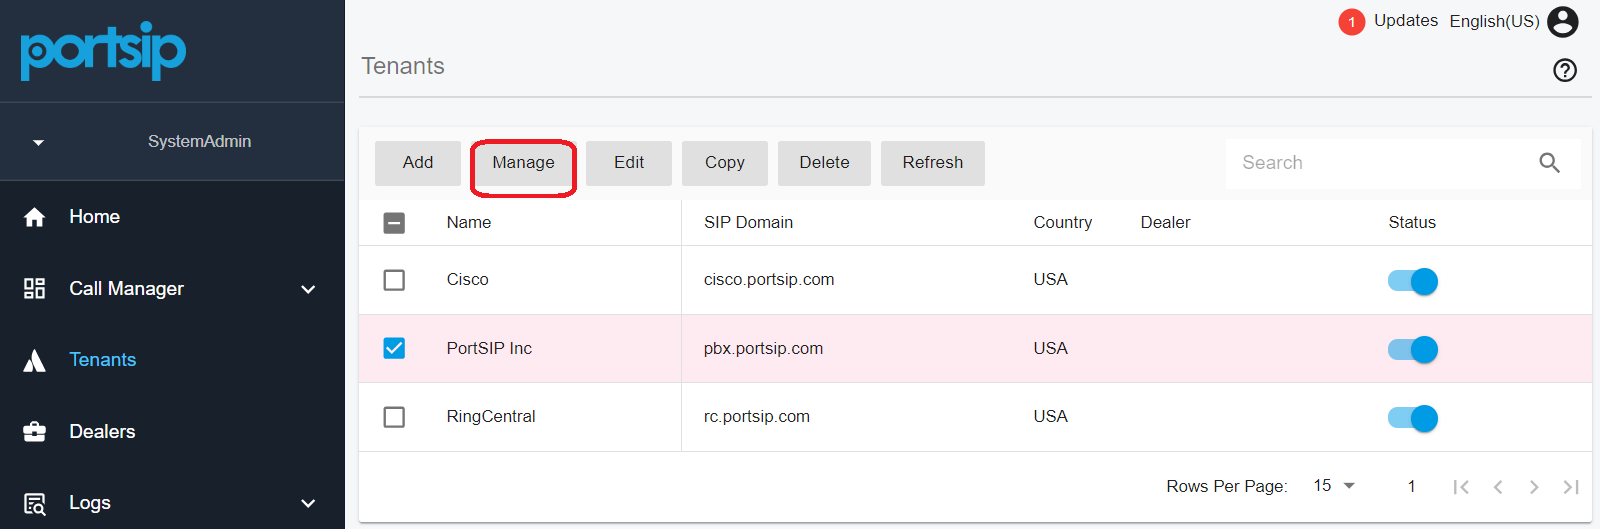 portsip
1 Updates English(US)
Tenants
SystemAdmin
Home
Call Manager
Tenants
Dealers
Logs
Add Manage Edit Copy Delete Refresh Search
Name SIP Domain Country Dealer Status
Cisco cisco.portsip.com USA
PortSIP Inc pbx.portsip.com USA
RingCentral rc.portsip.com USA
Rows Per Page: 15 1